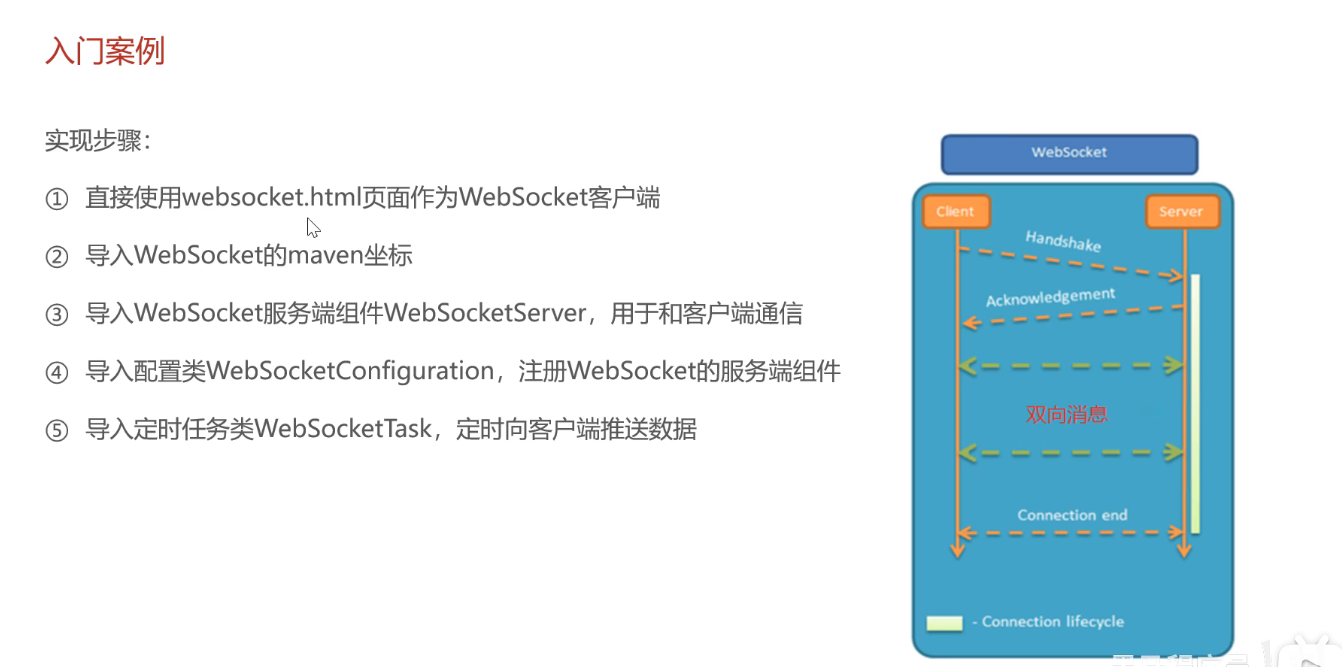 入门案例
实现步骤：
① 直接使用websocket.html页面作为WebSocket客户端
② 导入WebSocket的maven坐标
③ 导入WebSocket服务端组件WebSocketServer，用于和客户端通信
④ 导入配置类WebSocketConfiguration，注册WebSocket的服务端组件
⑤ 导入定时任务类WebSocketTask，定时向客户端推送数据
WebSocket
Client
Server
Handshake
Acknowledgement
双向消息
Connection end
- Connection lifecycle